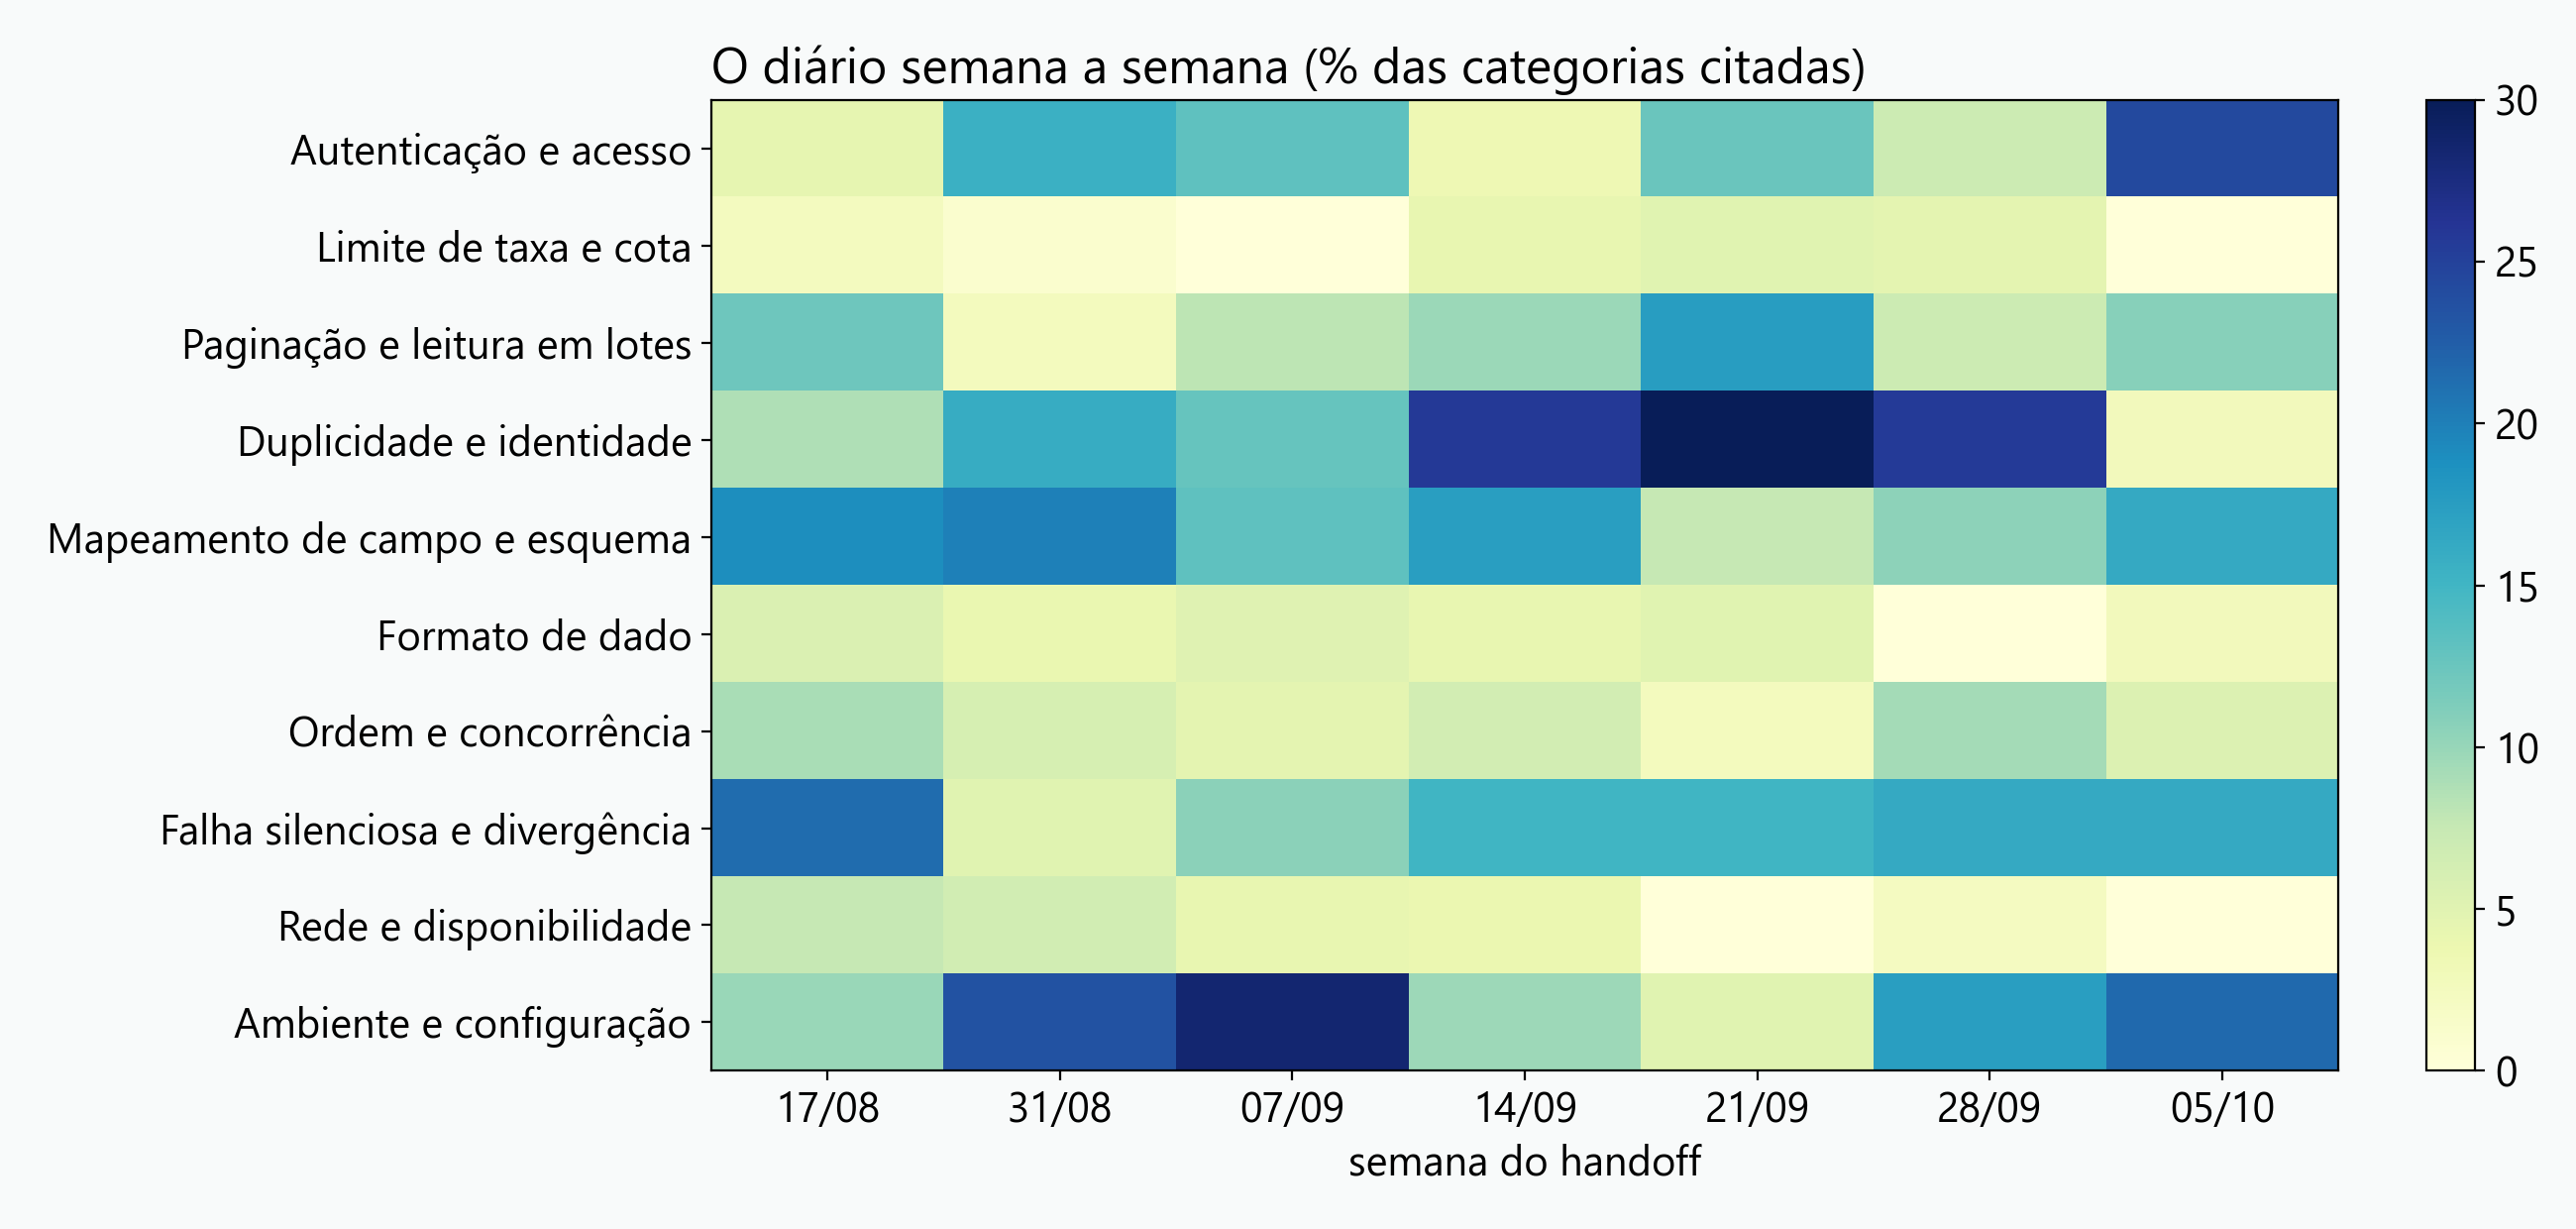 O diário semana a semana (% das categorias citadas)
Autenticação e acesso
Limite de taxa e cota
Paginação e leitura em lotes
Duplicidade e identidade
Mapeamento de campo e esquema
Formato de dado
Ordem e concorrência
Falha silenciosa e divergência
Rede e disponibilidade
Ambiente e configuração
17/08 31/08 07/09 14/09 21/09 28/09 05/10
semana do handoff
30
25
20
15
10
5
0